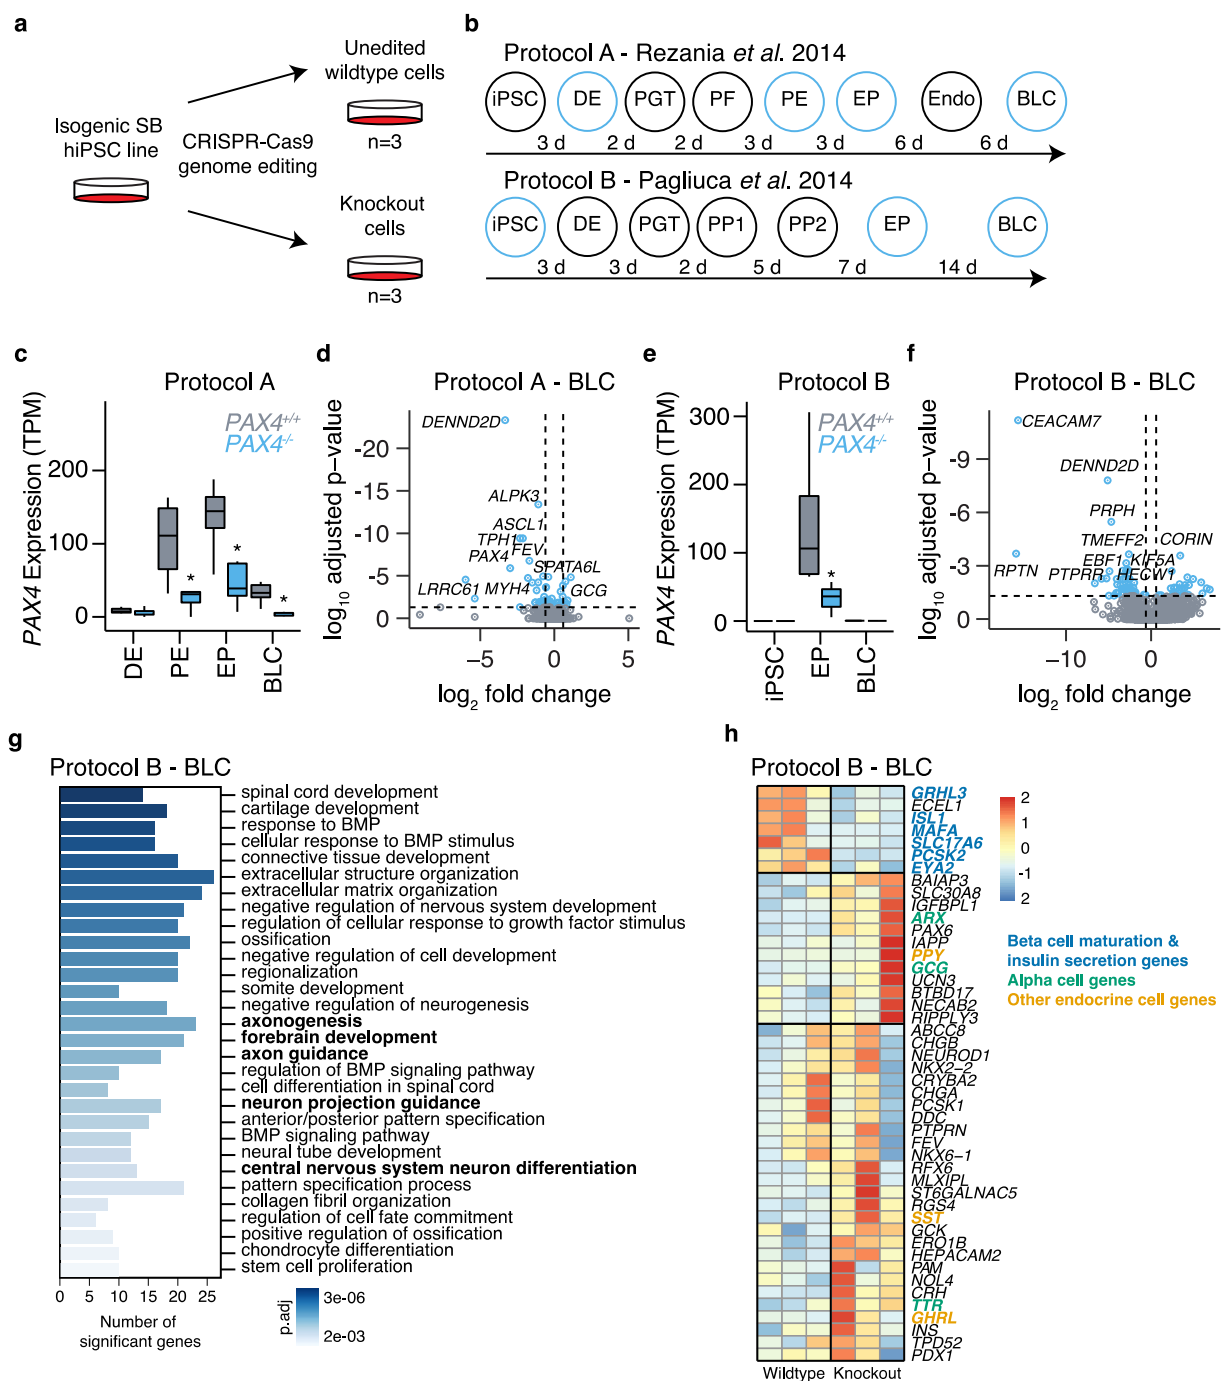 a
Unedited
wildtype cells
n=3
Isogenic SB
hiPSC line
CRISPR-Cas9
genome editing
Knockout
cells
n=3
b
Protocol A - Rezania et al. 2014
iPSC DE PGT PF PE EP Endo BLC
3 d 2 d 2 d 3 d 3 d 6 d 6 d
Protocol B - Pagliuca et al. 2014
iPSC DE PGT PP1 PP2 EP BLC
3 d 3 d 2 d 5 d 7 d 14 d
c
Protocol A
PAX4 Expression (TPM)
PAX4+/+
PAX4-/-
200
100
0
* * *
DE PE EP BLC
d
Protocol A - BLC
log10 adjusted p-value
-20
-15
-10
-5
0
DENND2D
ALPK3
ASCL1
TPH1
FEV
PAX4
SPATA6L
LRRC61
MYH4
GCG
−5 0 5
log2 fold change
e
Protocol B
PAX4 Expression (TPM)
PAX4+/+
PAX4-/-
300
200
100
0
*
iPSC EP BLC
f
Protocol B - BLC
log10 adjusted p-value
-9
-6
-3
0
CEACAM7
DENND2D
PRPH
TMEFF2
CORIN
EBF1
KIF5A
RPTN
PTPRR
HECW1
−10 0
log2 fold change
g
Protocol B - BLC
spinal cord development
cartilage development
response to BMP
cellular response to BMP stimulus
connective tissue development
extracellular structure organization
extracellular matrix organization
negative regulation of nervous system development
regulation of cellular response to growth factor stimulus
ossification
negative regulation of cell development
regionalization
somite development
negative regulation of neurogenesis
axonogenesis
forebrain development
axon guidance
regulation of BMP signaling pathway
cell differentiation in spinal cord
neuron projection guidance
anterior/posterior pattern specification
BMP signaling pathway
neural tube development
central nervous system neuron differentiation
pattern specification process
collagen fibril organization
regulation of cell fate commitment
positive regulation of ossification
chondrocyte differentiation
stem cell proliferation
0 5 10 15 20 25
Number of
significant genes
p.adj
3e-06
2e-03
h
Protocol B - BLC
GRHL3
ECEL1
ISL1
MAFA
SLC17A6
PCSK2
EYA2
BAIAP3
SLC30A8
IGFBPL1
ARX
PAX6
IAPP
PPY
GCG
UCN3
BTBD17
NECAB2
RIPPLY3
ABCC8
CHGB
NEUROD1
NKX2-2
CRYBA2
CHGA
PCSK1
DDC
PTPRN
FEV
NKX6-1
RFX6
MLXIPL
ST6GALNAC5
RGS4
SST
GCK
ERO1B
HEPACAM2
PAM
NOL4
CRH
TTR
GHRL
INS
TPD52
PDX1
Wildtype Knockout
2
1
0
-1
2
Beta cell maturation &
insulin secretion genes
Alpha cell genes
Other endocrine cell genes